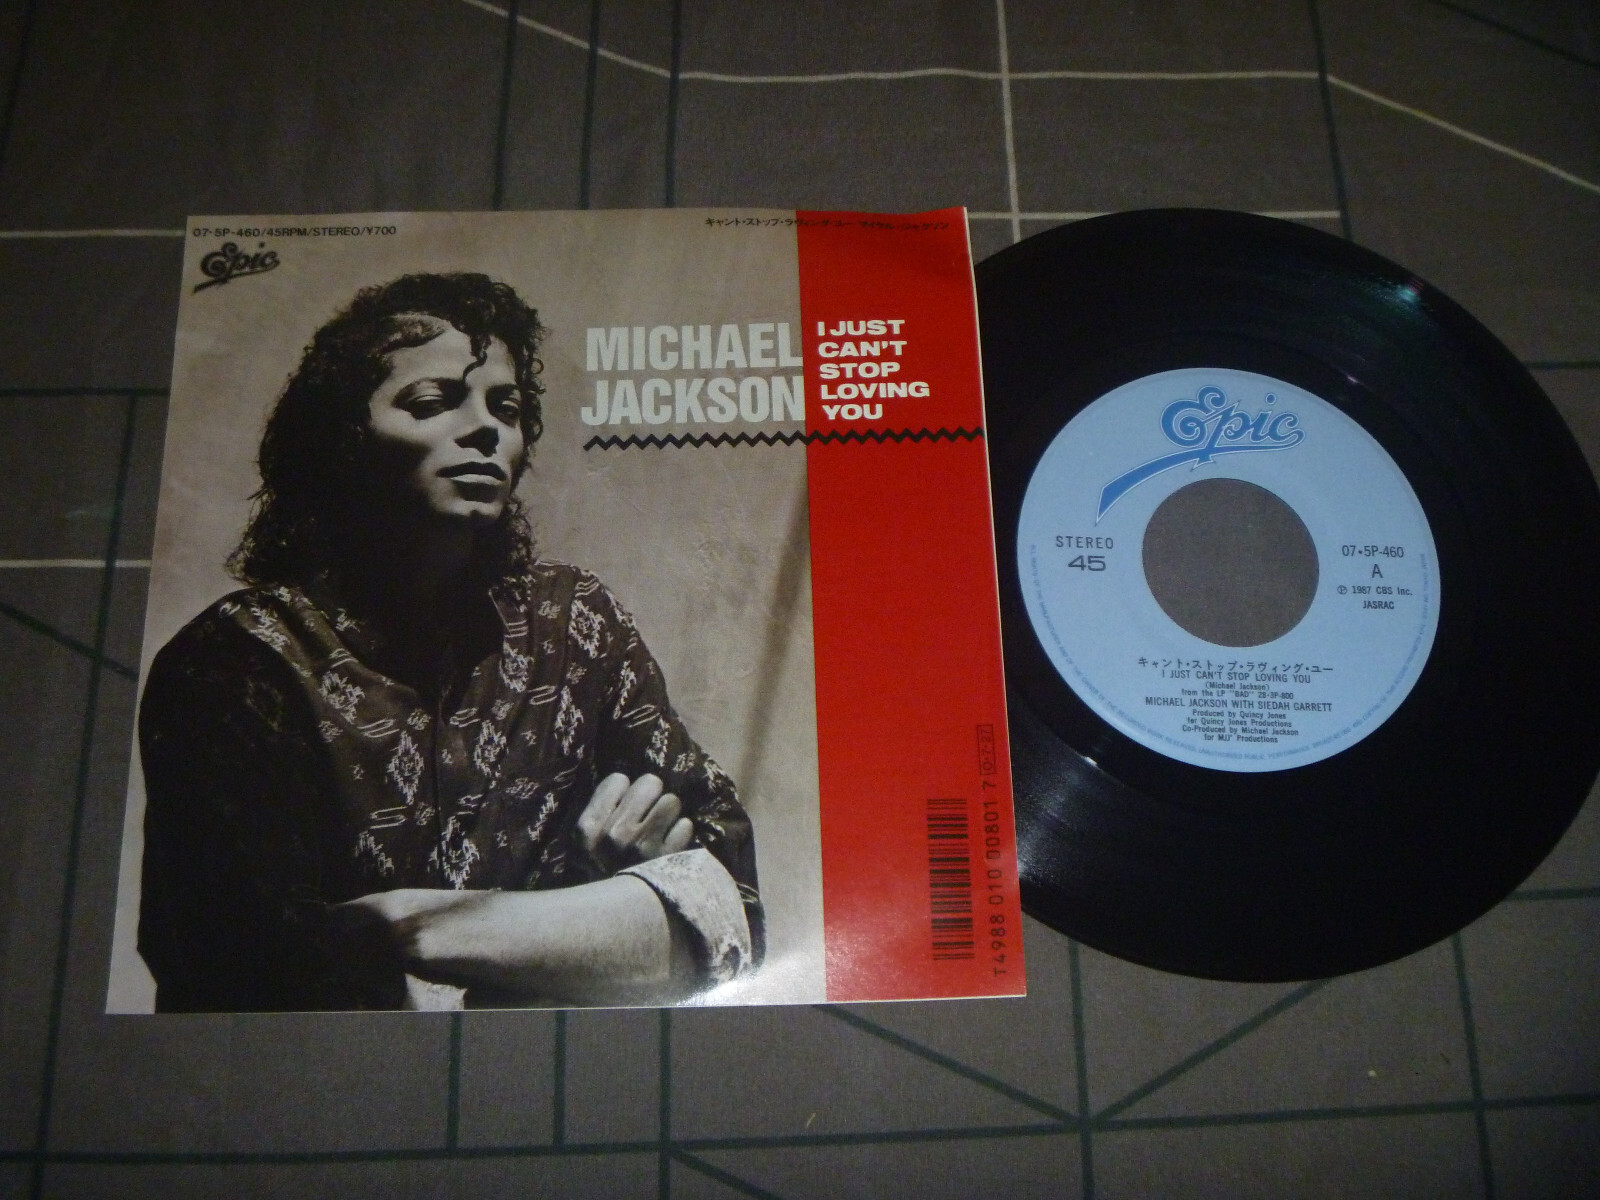 07・5P-460/45RPM/STEREO/¥700
キャント・ストップ・ラヴィング・ユー マイケル・ジャクソン
Epic
MICHAEL
JACKSON
I JUST
CAN'T
STOP
LOVING
YOU
T4988 010 00801 7
Epic
STEREO
45
07・5P-460
A
Ⓟ 1987 CBS Inc.
JASRAC
キャント・ストップ・ラヴィング・ユー
I JUST CAN'T STOP LOVING YOU
(Michael Jackson)
from the LP "BAD" 28・3P-800
MICHAEL JACKSON WITH SIEDAH GARRETT
Produced by Quincy Jones
for Quincy Jones Productions
Co-Produced by Michael Jackson
for MJJ Productions